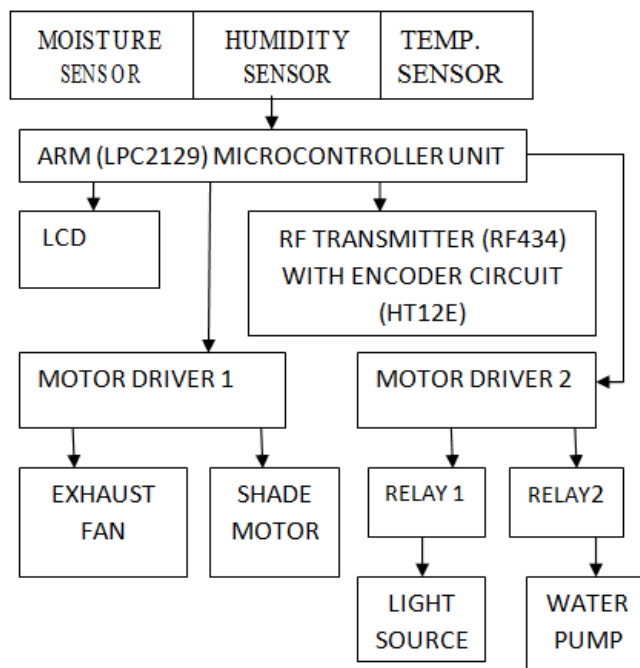 MOISTURE
SENSOR
HUMIDITY
SENSOR
TEMP.
SENSOR
ARM (LPC2129) MICROCONTROLLER UNIT
LCD
RF TRANSMITTER (RF434)
WITH ENCODER CIRCUIT
(HT12E)
MOTOR DRIVER 1
MOTOR DRIVER 2
EXHAUST
FAN
SHADE
MOTOR
RELAY 1
RELAY2
LIGHT
SOURCE
WATER
PUMP